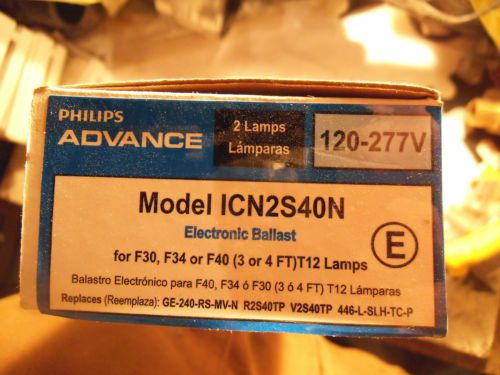 PHILIPS
ADVANCE
2 Lamps
Lámparas
120-277V
Model ICN2S40N
Electronic Ballast
for F30, F34 or F40 (3 or 4 FT)T12 Lamps
E
Balastro Electrónico para F40, F34 ó F30 (3 ó 4 FT) T12 Lámparas
Replaces (Reemplaza): GE-240-RS-MV-N R2S40TP V2S40TP 446-L-SLH-TC-P